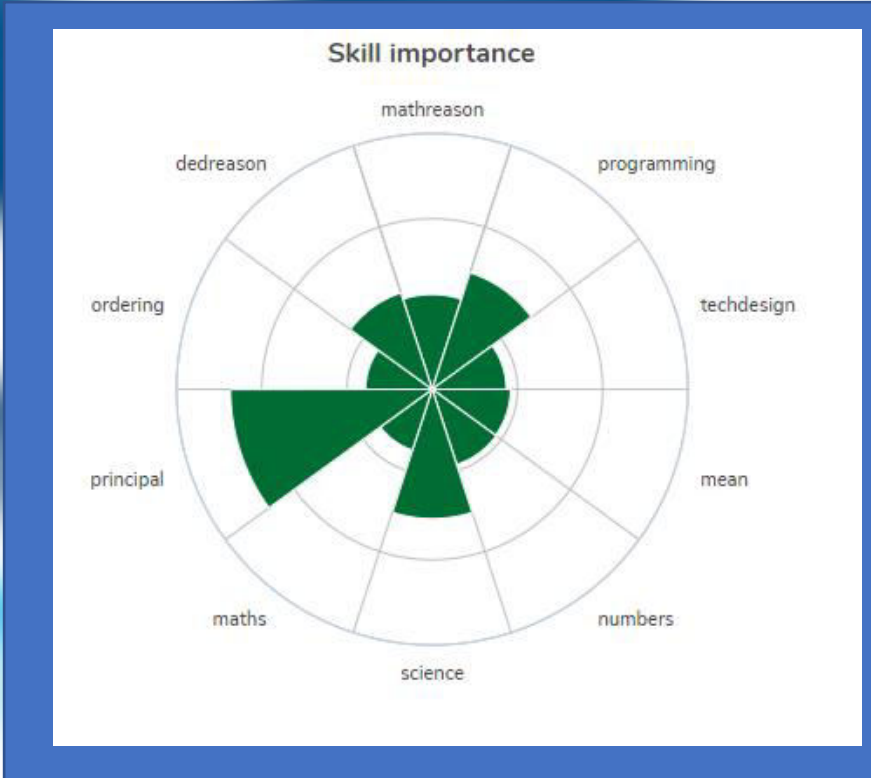 Skill importance
mathreason
dedreason
programming
ordering
techdesign
principal
mean
maths
numbers
science